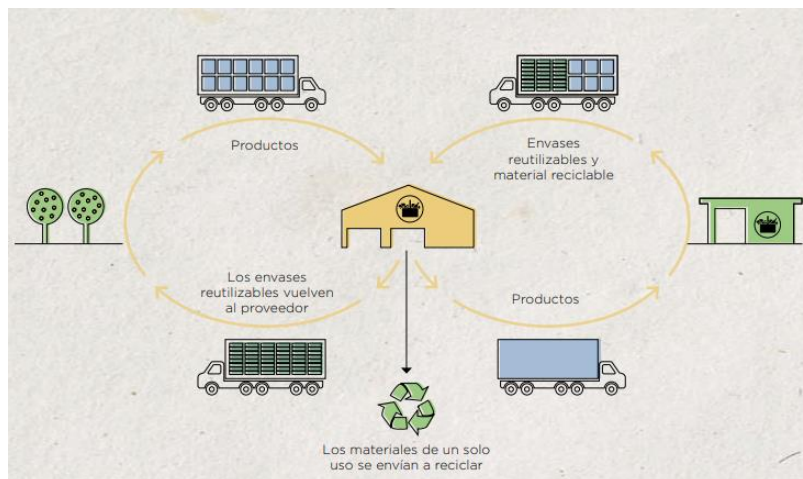 Productos
Envases
reutilizables y
material reciclable
Los envases
reutilizables vuelven
al proveedor
Productos
Los materiales de un solo
uso se envían a reciclar